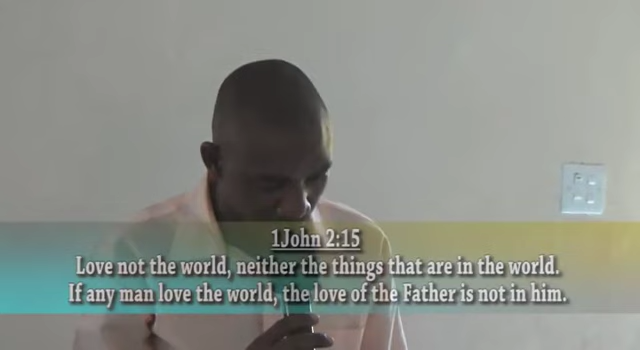 1John 2:15
Love not the world, neither the things that are in the world.
If any man love the world, the love of the Father is not in him.